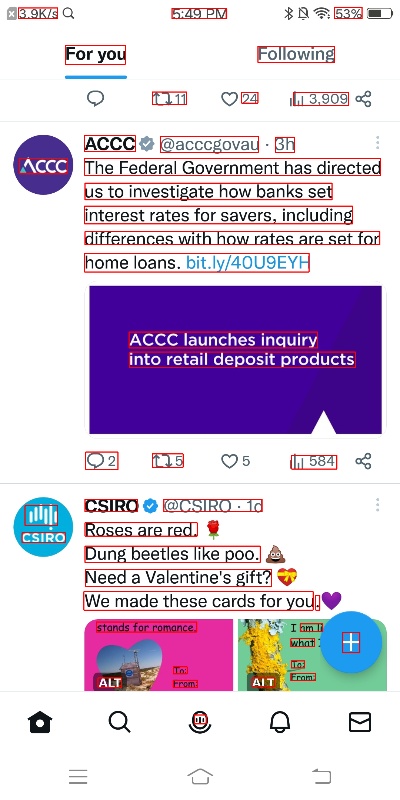 3.9K/s
5:49 PM
53%
For you
Following
11
24
3,909
ACCC
ACCC @acccgovau · 3h
The Federal Government has directed
us to investigate how banks set
interest rates for savers, including
differences with how rates are set for
home loans. bit.ly/40U9EYH
ACCC launches inquiry
into retail deposit products
2
5
5
584
CSIRO
CSIRO @CSIRO · 1d
Roses are red. 🌹
Dung beetles like poo. 💩
Need a Valentine's gift? 💝
We made these cards for you. 💜
stands for romance.
To:
From:
ALT
I am
what
To:
From:
ALT